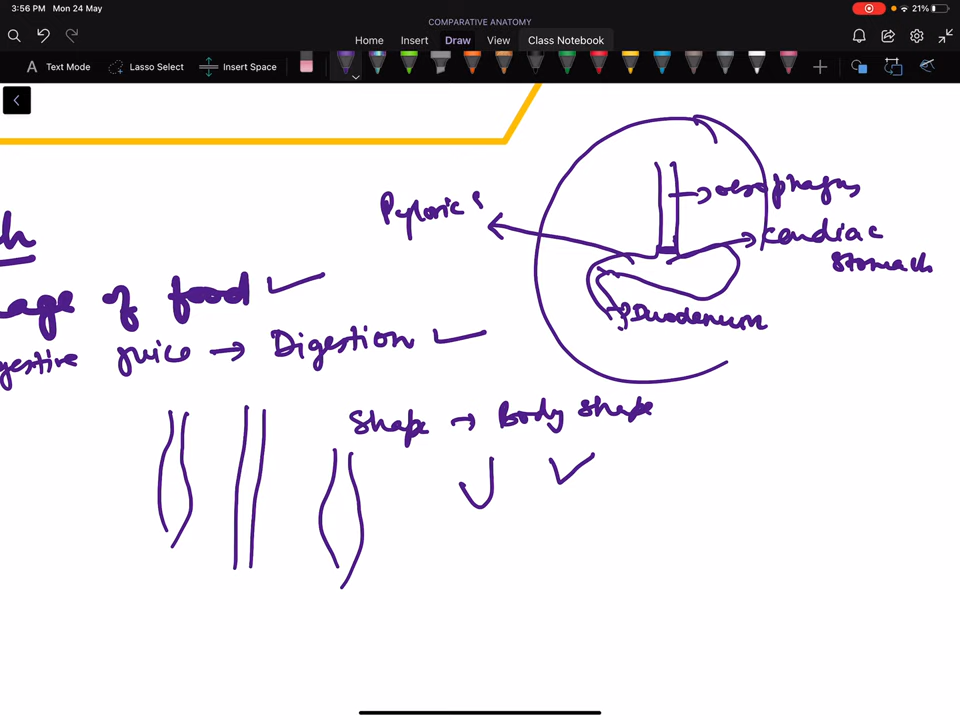 3:56 PM Mon 24 May
21%
COMPARATIVE ANATOMY
Home Insert Draw View Class Notebook
Text Mode Lasso Select Insert Space
oesophagus
Pyloric S
Cardiac
Stomach
Duodenum
age of food
gestive juice → Digestion
Shape → Body shape